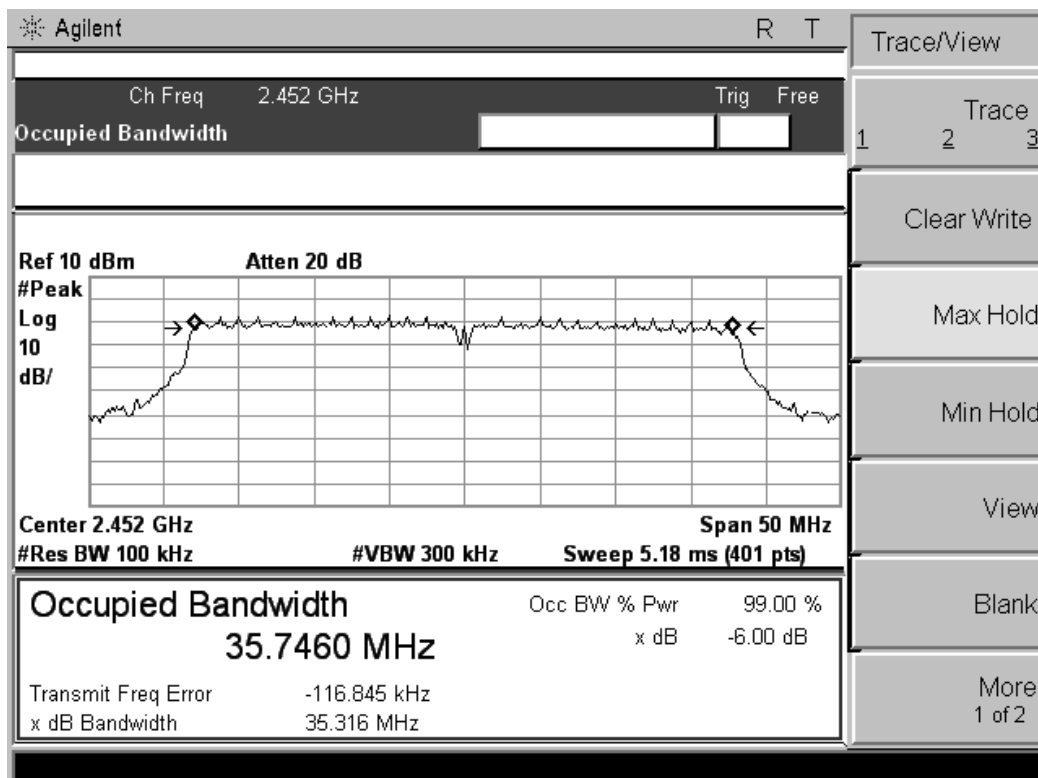 Agilent R T
Trace/View
Ch Freq 2.452 GHz Trig Free
Occupied Bandwidth
Trace
1 2 3
Clear Write
Ref 10 dBm Atten 20 dB
#Peak
Log
10
dB/
Max Hold
Min Hold
View
Center 2.452 GHz Span 50 MHz
#Res BW 100 kHz #VBW 300 kHz Sweep 5.18 ms (401 pts)
Occupied Bandwidth Occ BW % Pwr 99.00 %
35.7460 MHz x dB -6.00 dB
Blank
Transmit Freq Error -116.845 kHz
x dB Bandwidth 35.316 MHz
More
1 of 2